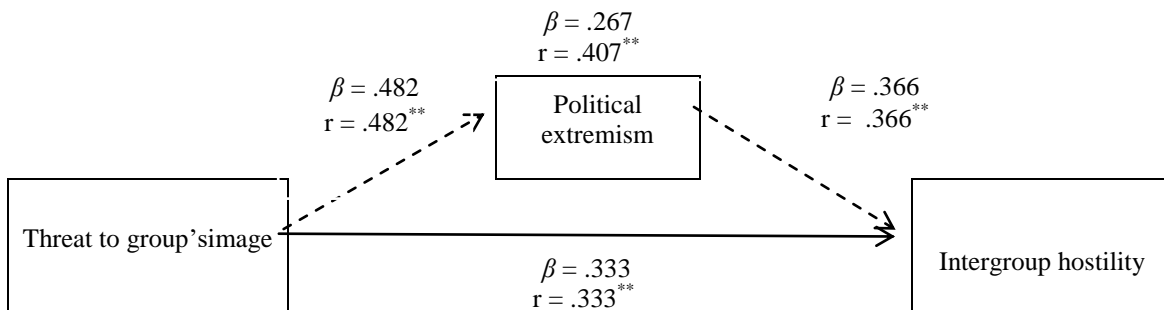 β = .267
r = .407**
β = .482
r = .482**
Political
extremism
β = .366
r = .366**
Threat to group'simage
β = .333
r = .333**
Intergroup hostility